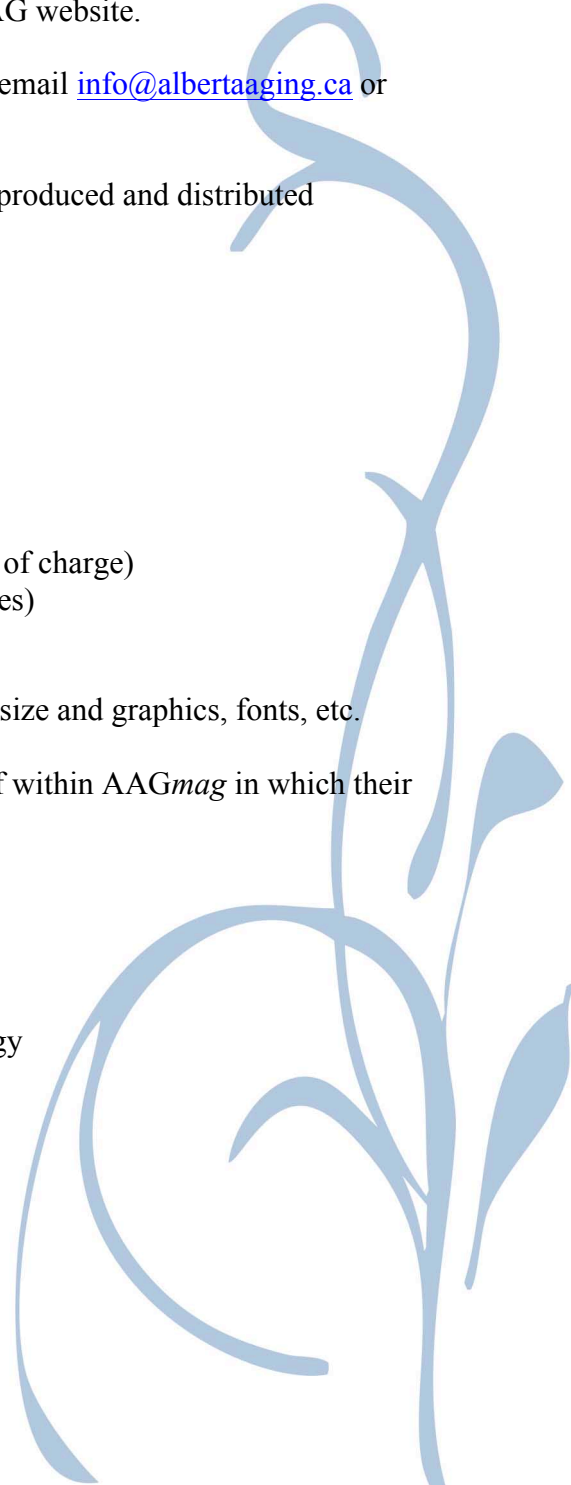 AG website.
email info@albertaaging.ca or
produced and distributed
of charge)
es)
size and graphics, fonts, etc.
f within AAGmag in which their
gy